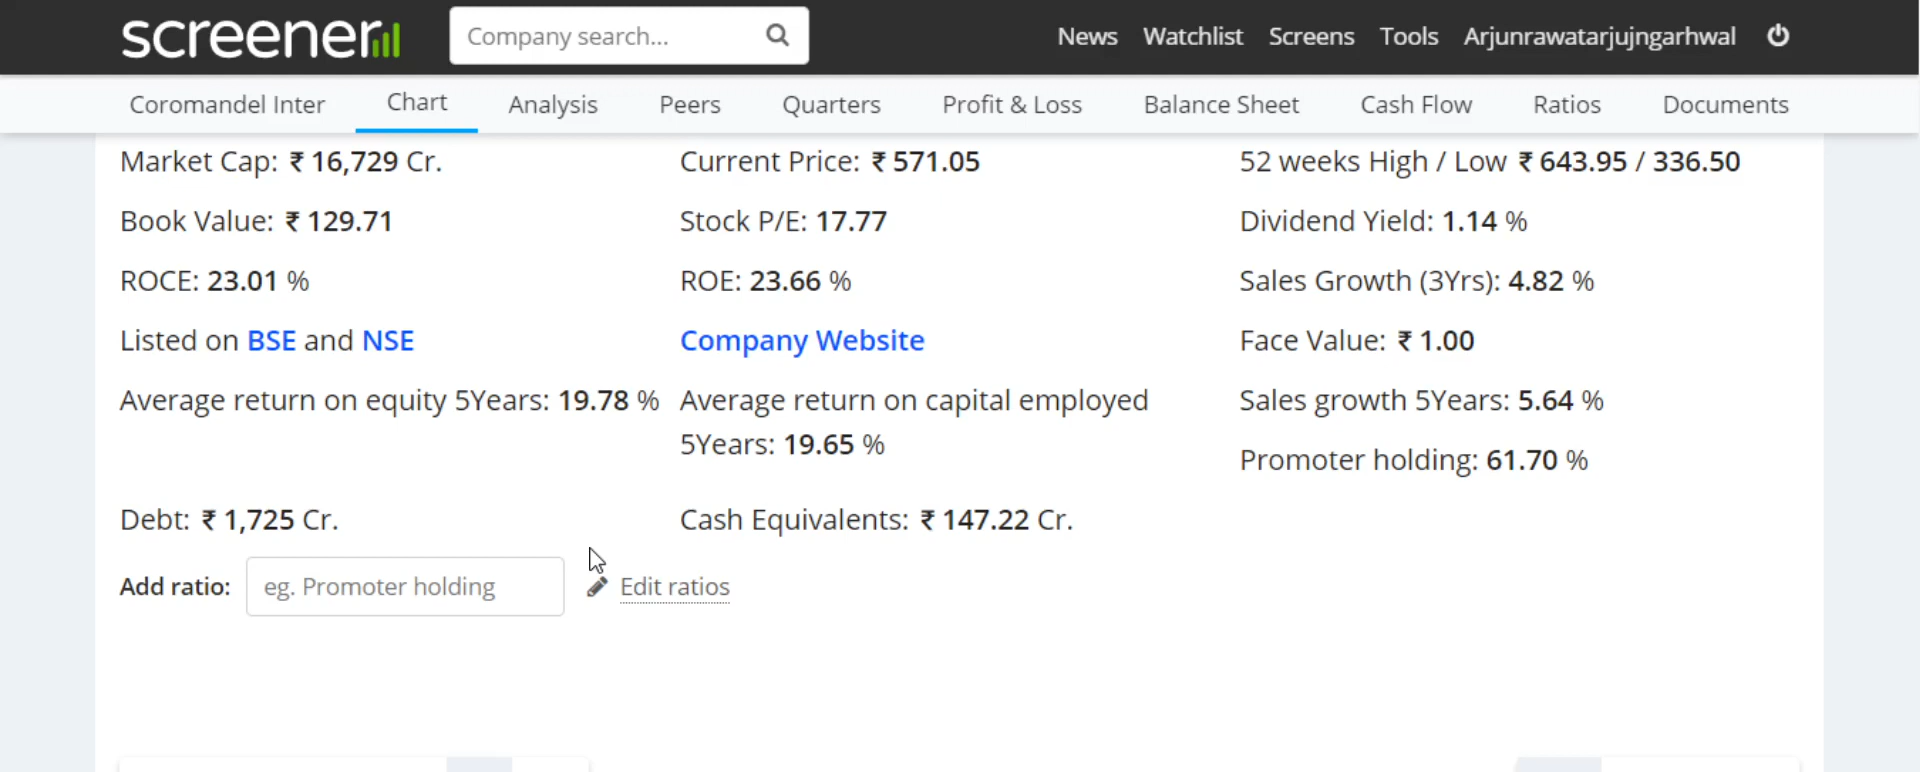 screener
Company search...
News Watchlist Screens Tools Arjunrawatarjujngarhwal
Coromandel Inter Chart Analysis Peers Quarters Profit & Loss Balance Sheet Cash Flow Ratios Documents
Market Cap: ₹ 16,729 Cr. Current Price: ₹ 571.05 52 weeks High / Low ₹ 643.95 / 336.50
Book Value: ₹ 129.71 Stock P/E: 17.77 Dividend Yield: 1.14 %
ROCE: 23.01 % ROE: 23.66 % Sales Growth (3Yrs): 4.82 %
Listed on BSE and NSE Company Website Face Value: ₹ 1.00
Average return on equity 5Years: 19.78 % Average return on capital employed Sales growth 5Years: 5.64 %
5Years: 19.65 % Promoter holding: 61.70 %
Debt: ₹ 1,725 Cr. Cash Equivalents: ₹ 147.22 Cr.
Add ratio: eg. Promoter holding Edit ratios